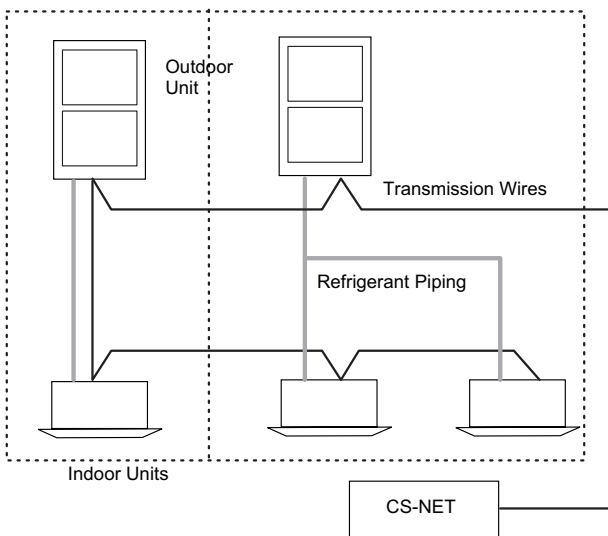 Outdoor
Unit
Transmission Wires
Refrigerant Piping
Indoor Units
CS-NET